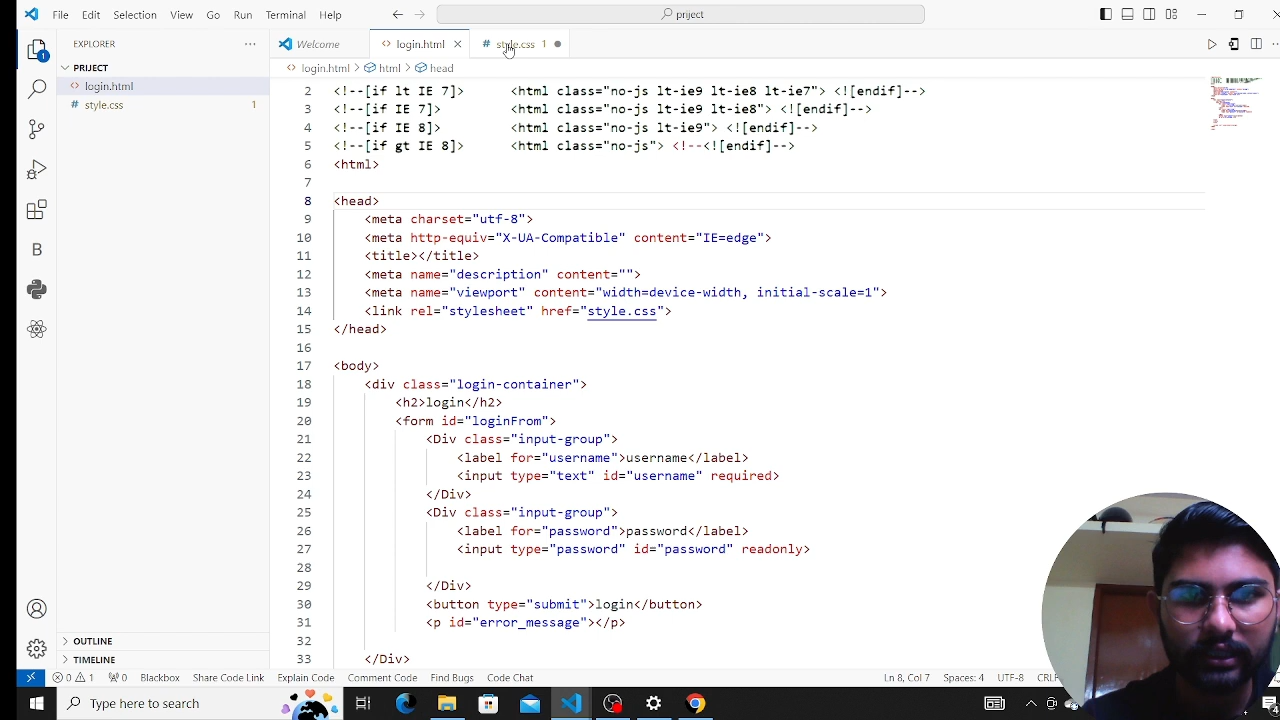 File Edit Selection View Go Run Terminal Help
priject
EXPLORER
Welcome
login.html
style.css 1
PRIJECT
login.html > html > head
login.html
style.css 1
2 <!--[if lt IE 7]> <html class="no-js lt-ie9 lt-ie8 lt-ie7"> <![endif]-->
3 <!--[if IE 7]> <html class="no-js lt-ie9 lt-ie8"> <![endif]-->
4 <!--[if IE 8]> <html class="no-js lt-ie9"> <![endif]-->
5 <!--[if gt IE 8]> <html class="no-js"> <!--<![endif]-->
6 <html>
7
8 <head>
9 <meta charset="utf-8">
10 <meta http-equiv="X-UA-Compatible" content="IE=edge">
11 <title></title>
12 <meta name="description" content="">
13 <meta name="viewport" content="width=device-width, initial-scale=1">
14 <link rel="stylesheet" href="style.css">
15 </head>
16
17 <body>
18 <div class="login-container">
19 <h2>login</h2>
20 <form id="loginFrom">
21 <Div class="input-group">
22 <label for="username">username</label>
23 <input type="text" id="username" required>
24 </Div>
25 <Div class="input-group">
26 <label for="password">password</label>
27 <input type="password" id="password" readonly>
28
29 </Div>
30 <button type="submit">login</button>
31 <p id="error_message"></p>
32
33 </Div>
OUTLINE
TIMELINE
0 1 0 Blackbox Share Code Link Explain Code Comment Code Find Bugs Code Chat Ln 8, Col 7 Spaces: 4 UTF-8 CRLF
Type here to search